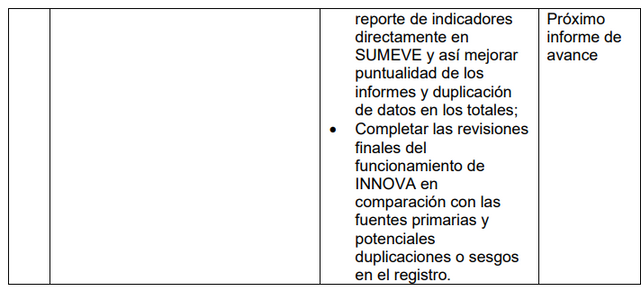 reporte de indicadores
directamente en
SUMEVE y así mejorar
puntualidad de los
informes y duplicación
de datos en los totales;
• Completar las revisiones
finales del
funcionamiento de
INNOVA en
comparación con las
fuentes primarias y
potenciales
duplicaciones o sesgos
en el registro.
Próximo
informe de
avance